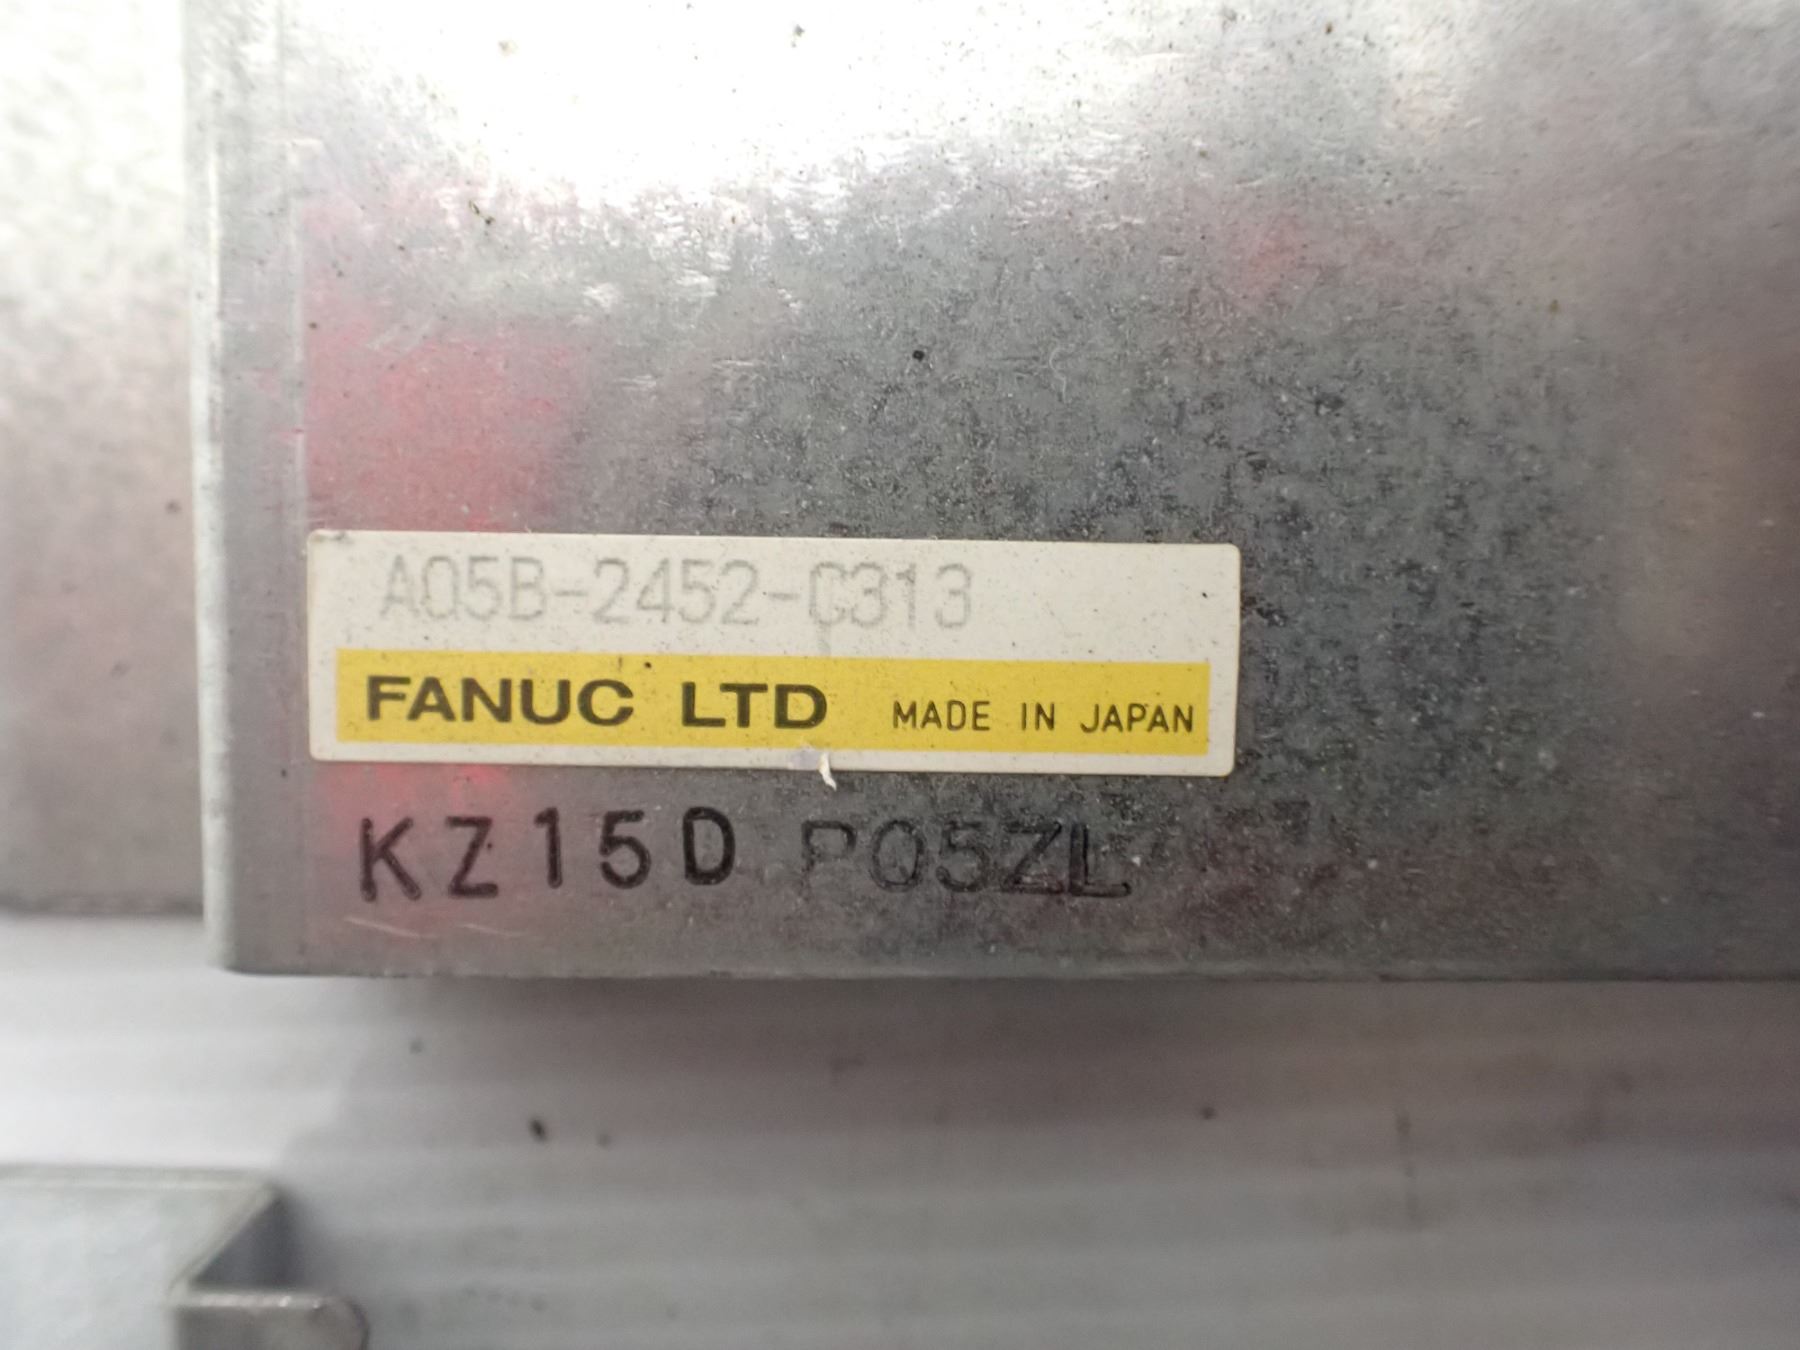 A05B-2452-C313
FANUC LTD MADE IN JAPAN
KZ15D P05ZL